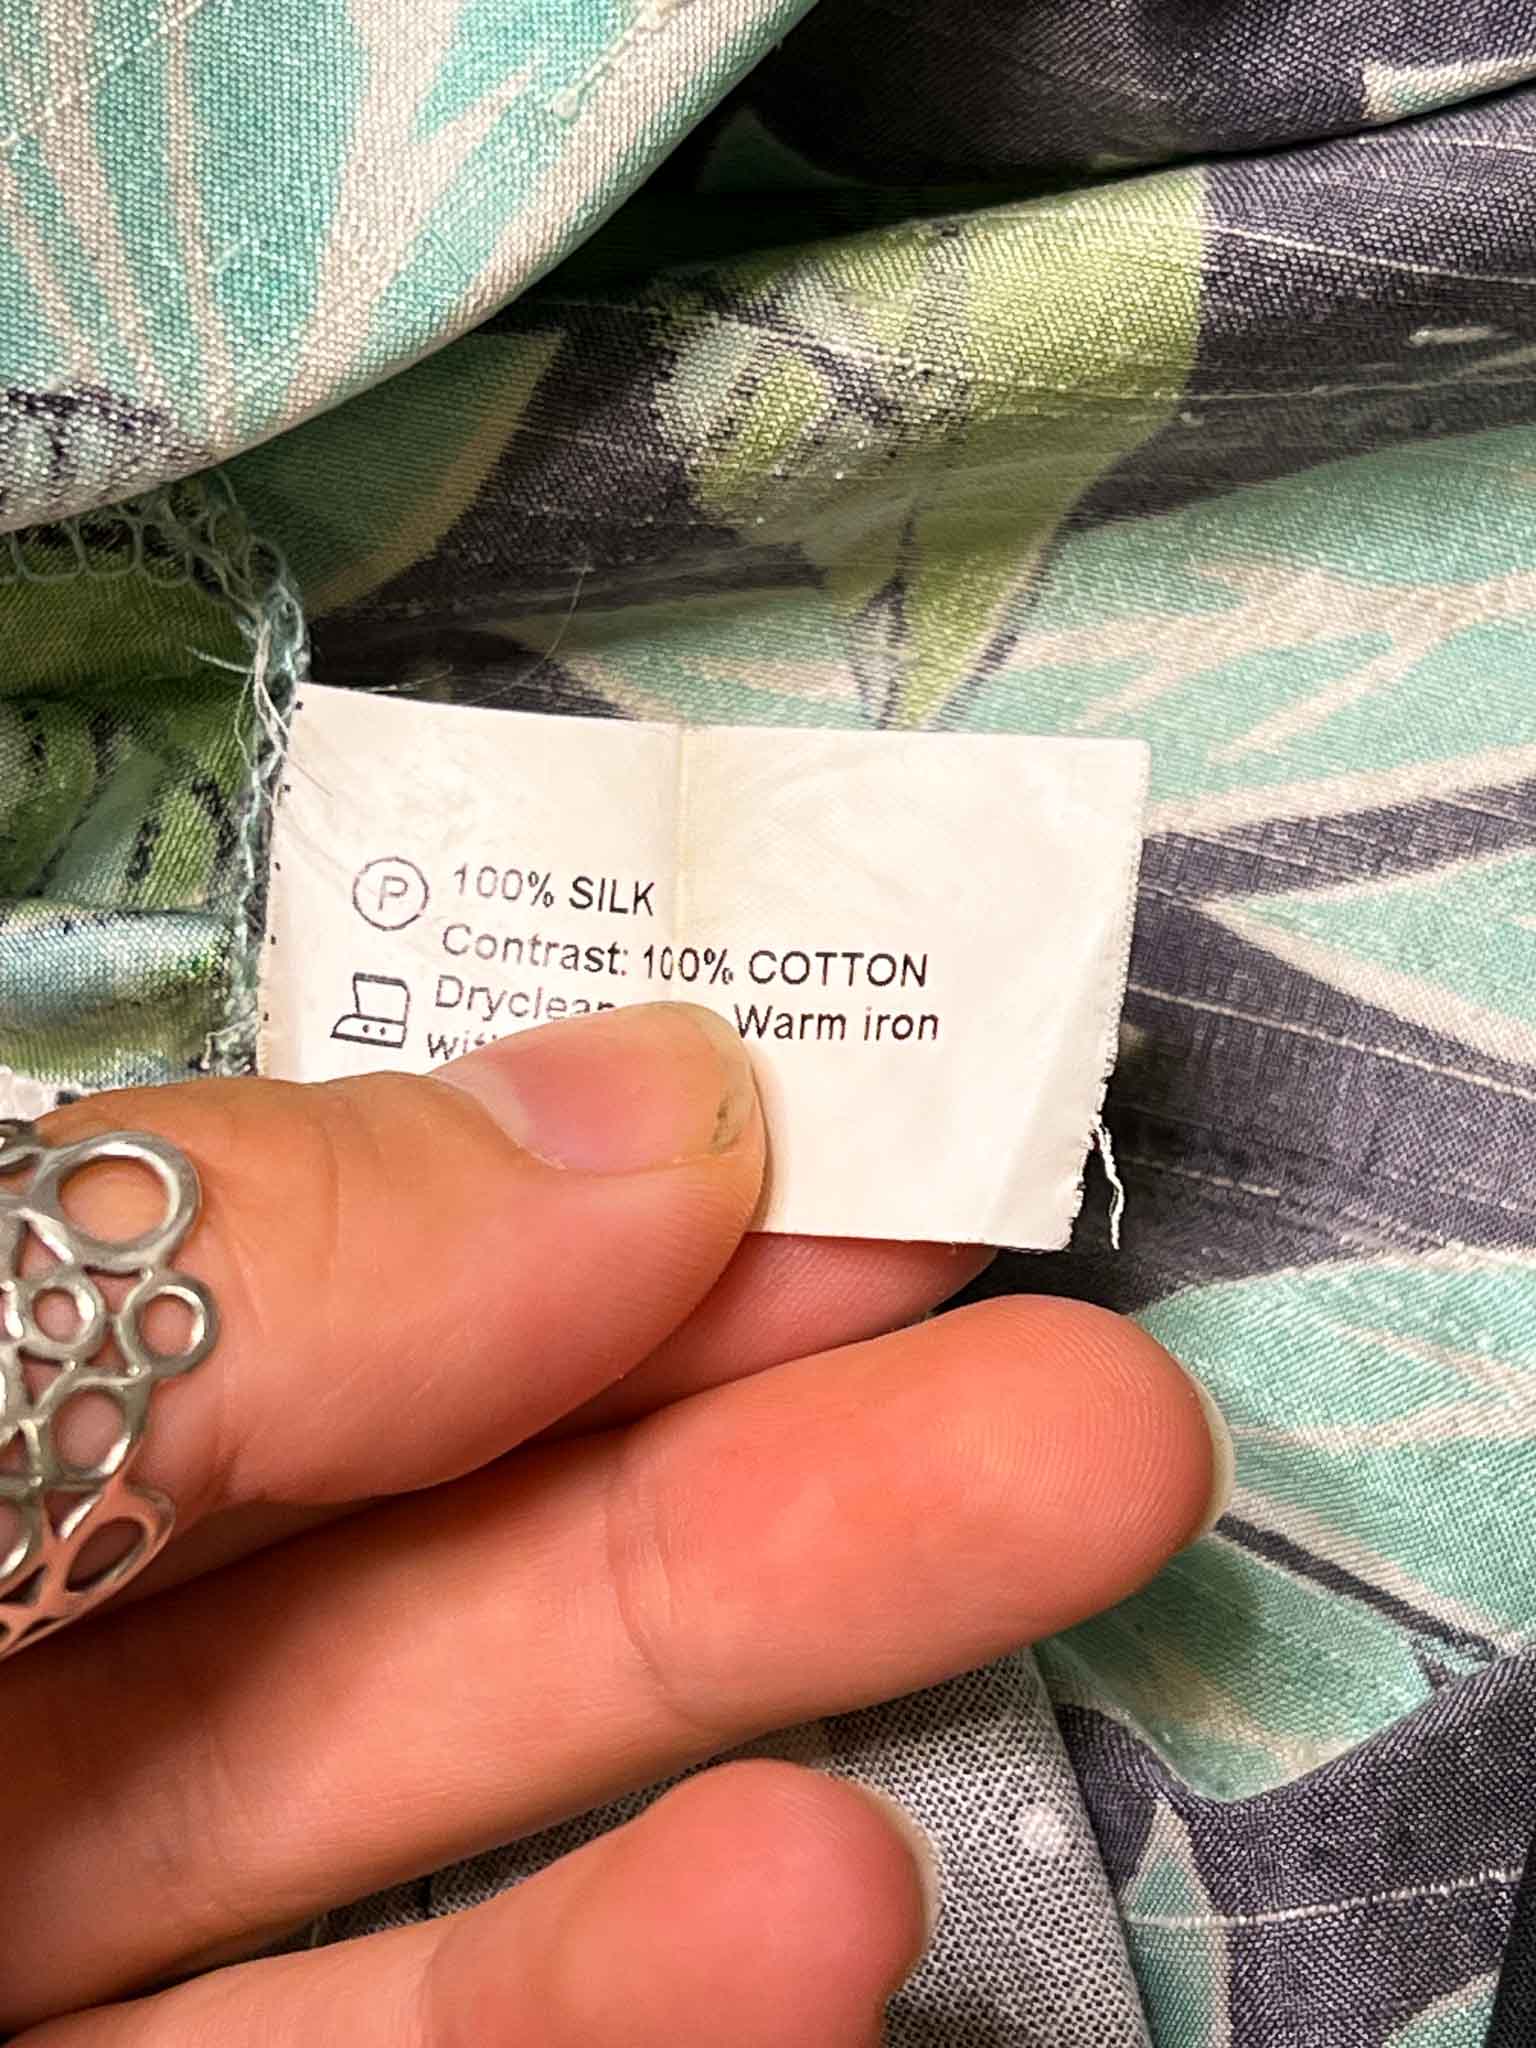 P 100% SILK
Contrast: 100% COTTON
Warm iron